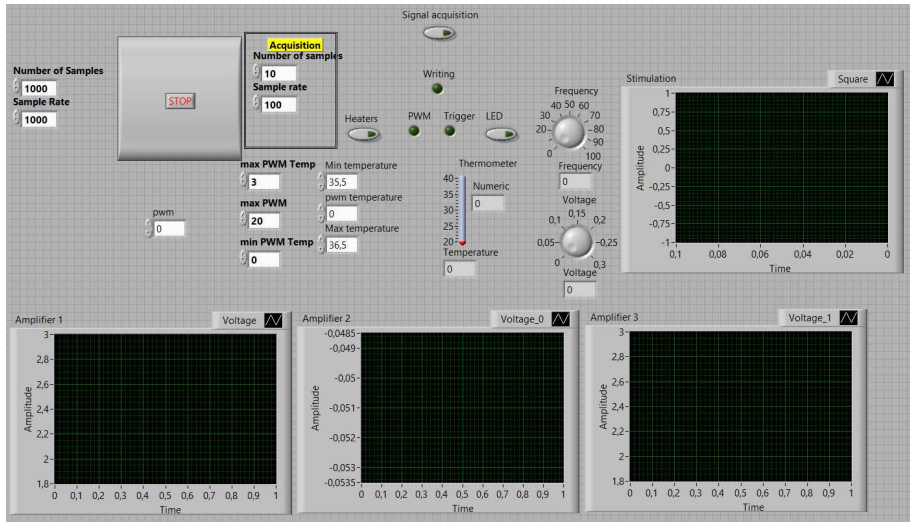 Signal acquisition
Number of Samples
1000
Sample Rate
1000
STOP
Acquisition
Number of samples
10
Sample rate
100
Writing
Heaters
PWM
Trigger
LED
Frequency
0
20
30
40
50
60
70
80
90
100
Frequency
0
max PWM Temp
3
Min temperature
35,5
max PWM
20
pwm temperature
0
min PWM Temp
0
Max temperature
36,5
pwm
0
Thermometer
40
35
30
25
20
Numeric
0
Temperature
0
Voltage
0
0,05
0,1
0,15
0,2
0,25
0,3
Voltage
0
Stimulation
Square
Amplitude
1
0,75
0,5
0,25
0
-0,25
-0,5
-0,75
-1
0,1 0,08 0,06 0,04 0,02 0
Time
Amplifier 1
Voltage
Amplitude
3
2,8
2,6
2,4
2,2
2
1,8
0 0,1 0,2 0,3 0,4 0,5 0,6 0,7 0,8 0,9 1
Time
Amplifier 2
Voltage_0
Amplitude
-0,0485
-0,049
-0,05
-0,051
-0,052
-0,053
-0,0535
0 0,1 0,2 0,3 0,4 0,5 0,6 0,7 0,8 0,9 1
Time
Amplifier 3
Voltage_1
Amplitude
3
2,8
2,6
2,4
2,2
2
1,8
0 0,1 0,2 0,3 0,4 0,5 0,6 0,7 0,8 0,9 1
Time